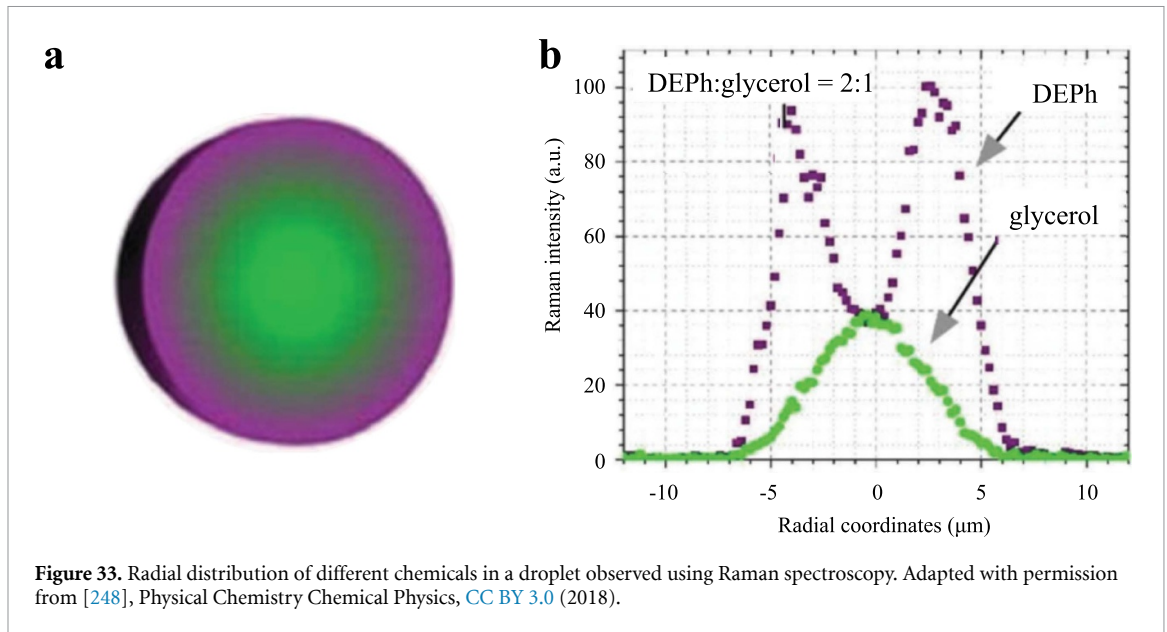 a
b
DEPh:glycerol = 2:1
DEPh
glycerol
100
80
60
40
20
0
Raman intensity (a.u.)
-10 -5 0 5 10
Radial coordinates (μm)
Figure 33. Radial distribution of different chemicals in a droplet observed using Raman spectroscopy. Adapted with permission
from [248], Physical Chemistry Chemical Physics, CC BY 3.0 (2018).